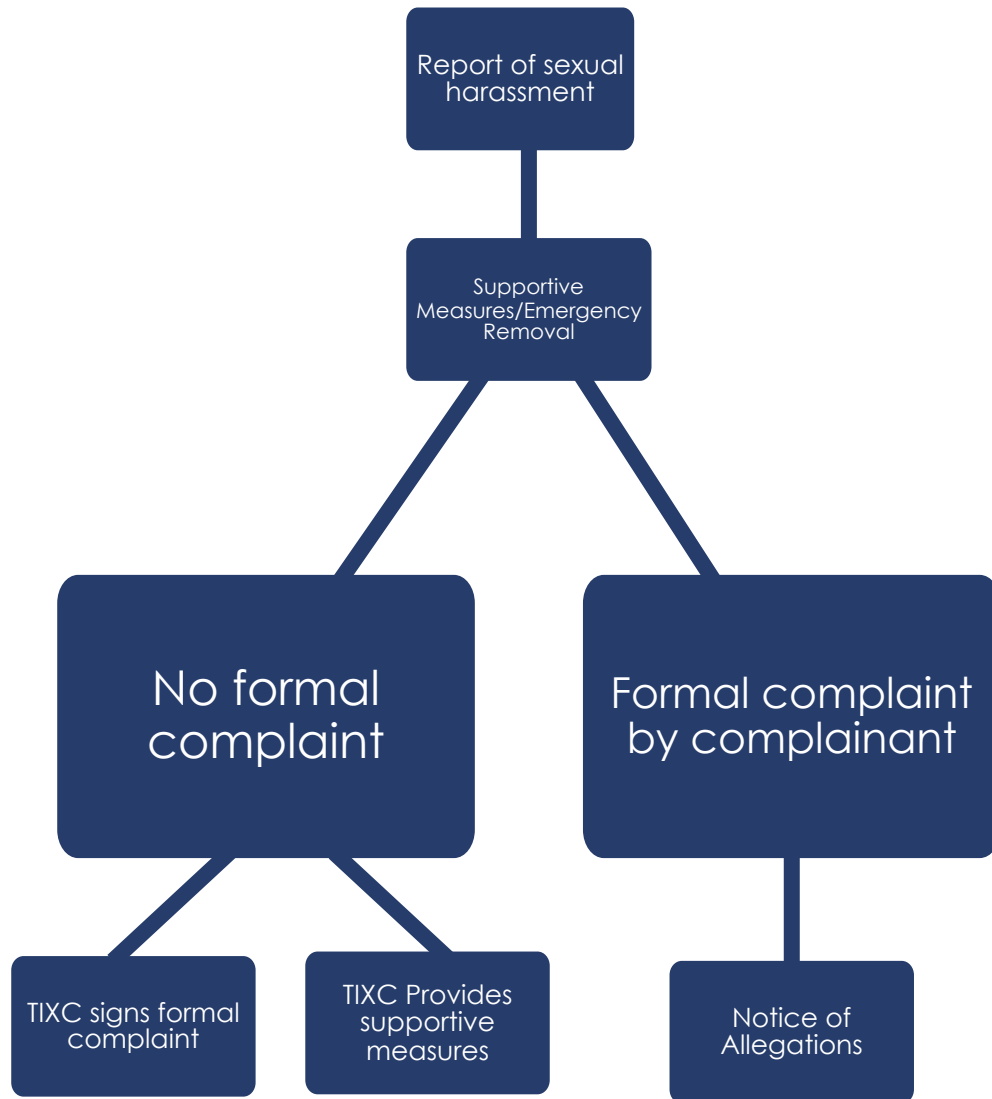 Report of sexual
harassment
Supportive
Measures/Emergency
Removal
No formal
complaint
Formal complaint
by complainant
TIXC signs formal
complaint
TIXC Provides
supportive
measures
Notice of
Allegations